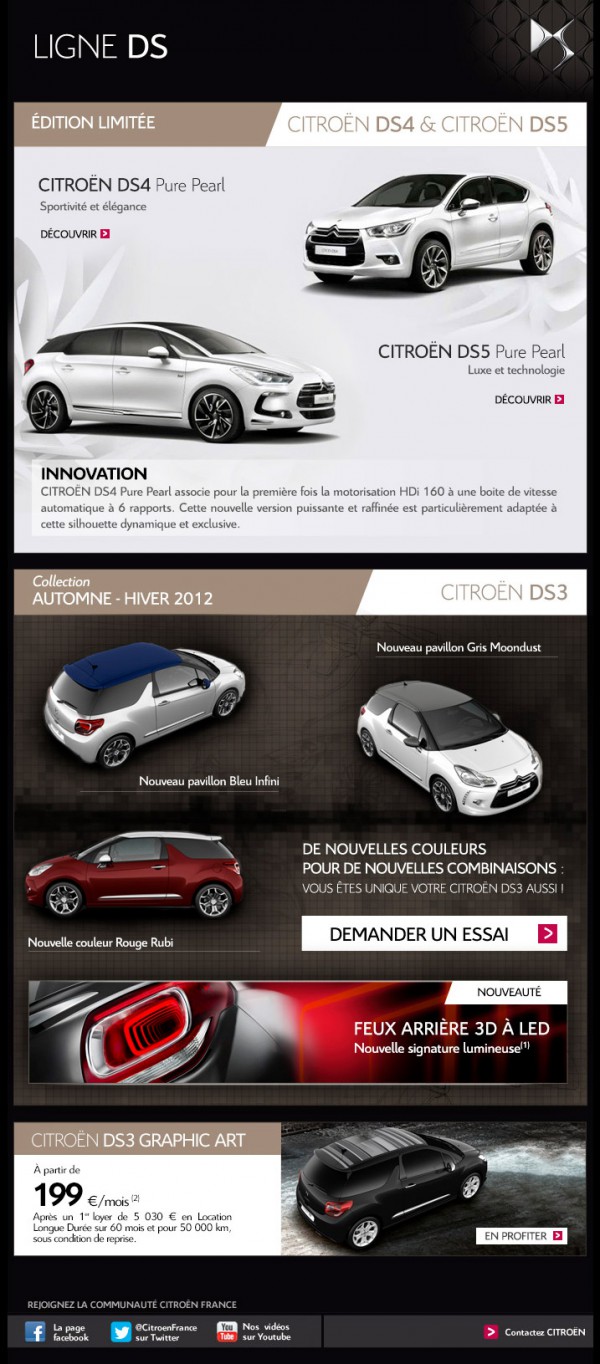 LIGNE DS
ÉDITION LIMITÉE
CITROËN DS4 & CITROËN DS5
CITROËN DS4 Pure Pearl
Sportivité et élégance
DÉCOUVRIR
CITROËN DS5 Pure Pearl
Luxe et technologie
DÉCOUVRIR
INNOVATION
CITROËN DS4 Pure Pearl associe pour la première fois la motorisation HDi 160 à une boite de vitesse
automatique à 6 rapports. Cette nouvelle version puissante et raffinée est particulièrement adaptée à
cette silhouette dynamique et exclusive.
Collection
AUTOMNE - HIVER 2012
CITROËN DS3
Nouveau pavillon Gris Moondust
Nouveau pavillon Bleu Infini
DE NOUVELLES COULEURS
POUR DE NOUVELLES COMBINAISONS :
VOUS ÊTES UNIQUE VOTRE CITROËN DS3 AUSSI !
DEMANDER UN ESSAI
Nouvelle couleur Rouge Rubi
NOUVEAUTÉ
FEUX ARRIÈRE 3D À LED
Nouvelle signature lumineuse(1)
CITROËN DS3 GRAPHIC ART
À partir de
199 €/mois (2)
Après un 1er loyer de 5 030 € en Location
Longue Durée sur 60 mois et pour 50 000 km,
sous condition de reprise.
EN PROFITER
REJOIGNEZ LA COMMUNAUTÉ CITROËN FRANCE
La page
facebook
@CitroenFrance
sur Twitter
You
Tube
Nos vidéos
sur Youtube
Contactez CITROËN